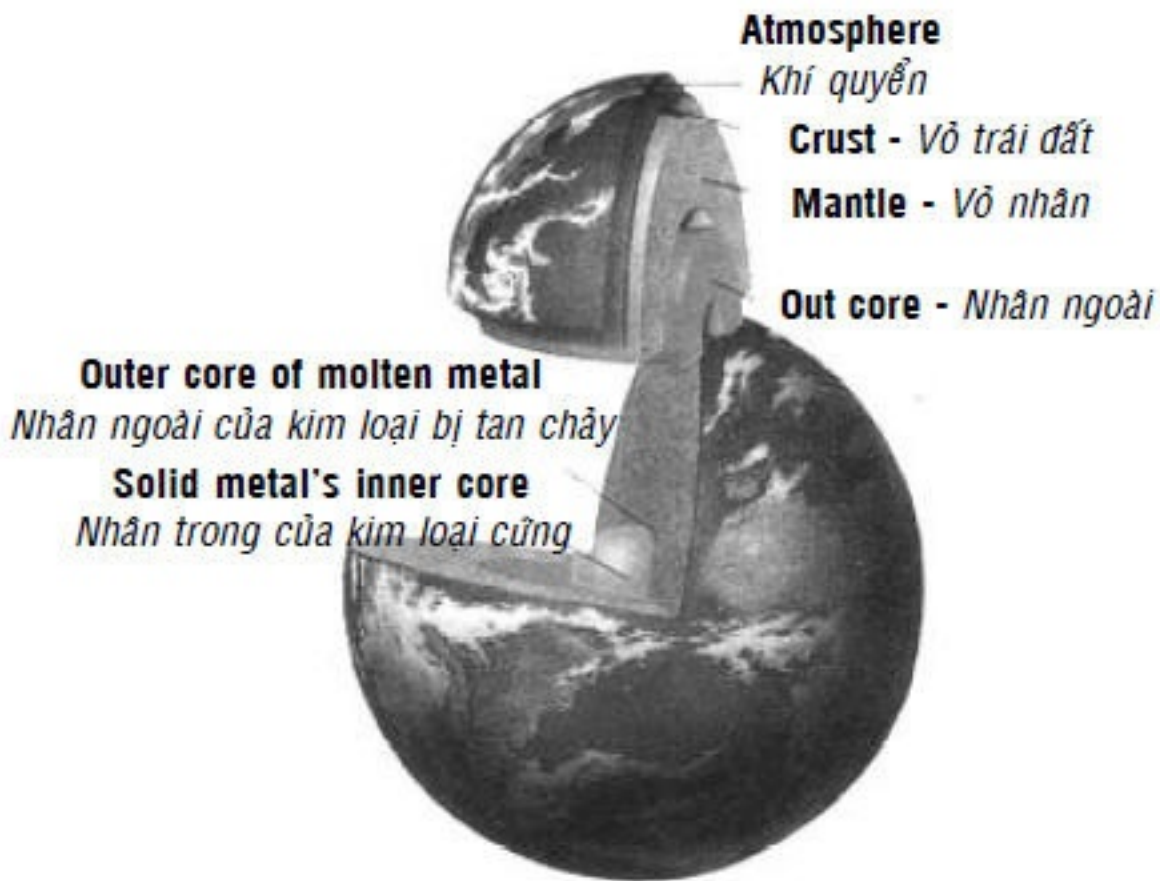 Atmosphere
Khí quyển
Crust - Vỏ trái đất
Mantle - Vỏ nhân
Out core - Nhân ngoài
Outer core of molten metal
Nhân ngoài của kim loại bị tan chảy
Solid metal's inner core
Nhân trong của kim loại cứng